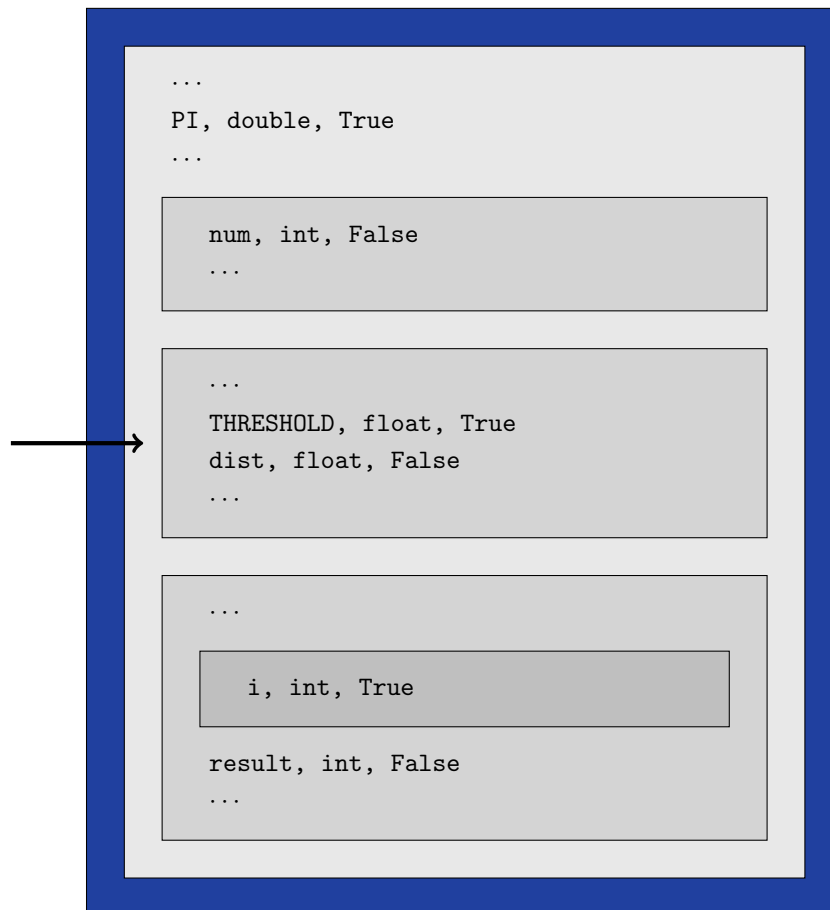 ...
PI, double, True
...
num, int, False
...
...
THRESHOLD, float, True
dist, float, False
...
...
i, int, True
result, int, False
...